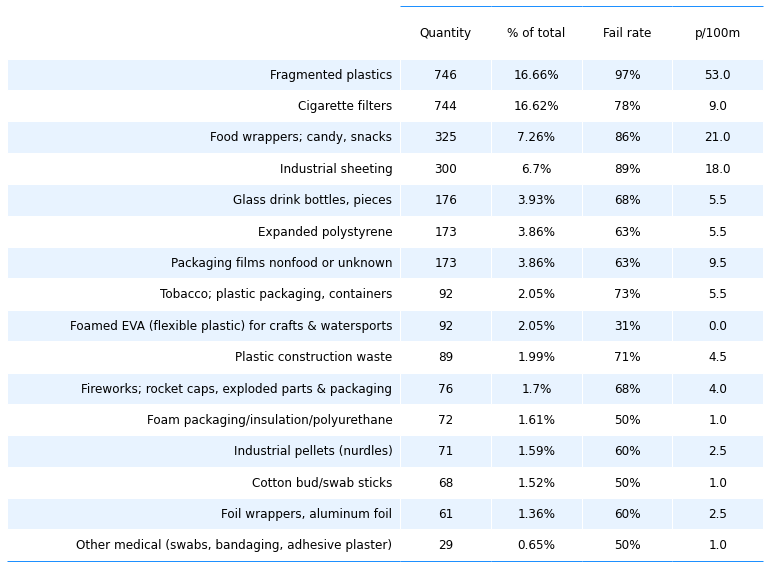 Quantity % of total Fail rate p/100m
Fragmented plastics 746 16.66% 97% 53.0
Cigarette filters 744 16.62% 78% 9.0
Food wrappers; candy, snacks 325 7.26% 86% 21.0
Industrial sheeting 300 6.7% 89% 18.0
Glass drink bottles, pieces 176 3.93% 68% 5.5
Expanded polystyrene 173 3.86% 63% 5.5
Packaging films nonfood or unknown 173 3.86% 63% 9.5
Tobacco; plastic packaging, containers 92 2.05% 73% 5.5
Foamed EVA (flexible plastic) for crafts & watersports 92 2.05% 31% 0.0
Plastic construction waste 89 1.99% 71% 4.5
Fireworks; rocket caps, exploded parts & packaging 76 1.7% 68% 4.0
Foam packaging/insulation/polyurethane 72 1.61% 50% 1.0
Industrial pellets (nurdles) 71 1.59% 60% 2.5
Cotton bud/swab sticks 68 1.52% 50% 1.0
Foil wrappers, aluminum foil 61 1.36% 60% 2.5
Other medical (swabs, bandaging, adhesive plaster) 29 0.65% 50% 1.0